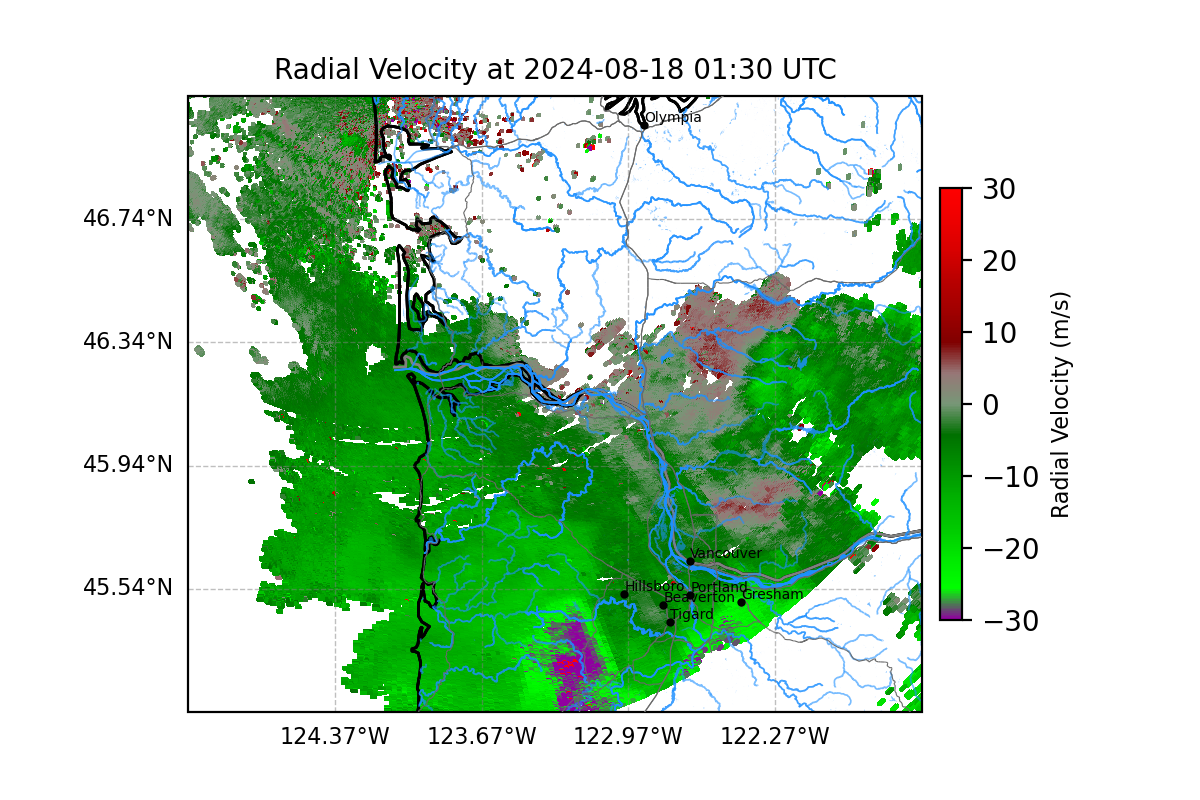 Radial Velocity at 2024-08-18 01:30 UTC
Olympia
46.74°N
46.34°N
45.94°N
45.54°N
Vancouver
Hillsboro
Portland
Beaverton
Gresham
Tigard
124.37°W
123.67°W
122.97°W
122.27°W
30
20
10
0
−10
−20
−30
Radial Velocity (m/s)